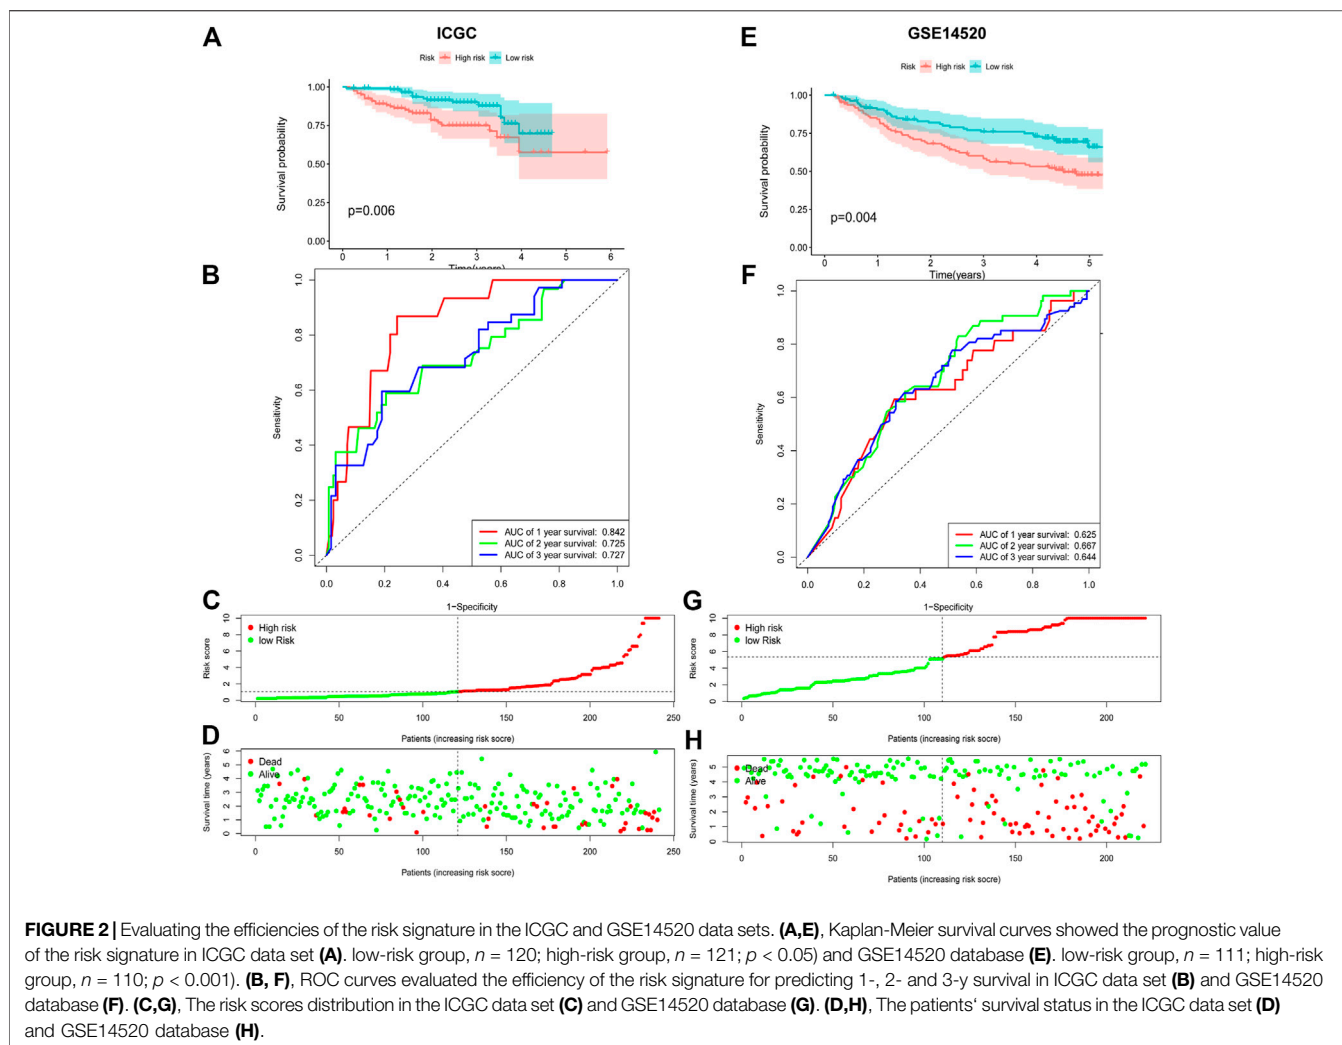 A
ICGC
Risk High risk Low risk
1.00
0.75
0.50
0.25
0.00
Survival probability
p=0.006
0 1 2 3 4 5 6
Time(years)
E
GSE14520
Risk High risk Low risk
1.00
0.75
0.50
0.25
0.00
Survival probability
p=0.004
0 1 2 3 4 5
Time(years)
B
1.0
0.8
0.6
0.4
0.2
0.0
Sensitivity
AUC of 1 year survival: 0.842
AUC of 2 year survival: 0.725
AUC of 3 year survival: 0.727
0.0 0.2 0.4 0.6 0.8 1.0
1-Specificity
F
1.0
0.8
0.6
0.4
0.2
0.0
Sensitivity
AUC of 1 year survival: 0.625
AUC of 2 year survival: 0.667
AUC of 3 year survival: 0.644
0.0 0.2 0.4 0.6 0.8 1.0
1-Specificity
C
High risk
low Risk
Risk score
10
8
6
4
2
0
0 50 100 150 200 250
Patients (increasing risk socre)
G
High risk
low Risk
Risk score
10
8
6
4
2
0
0 50 100 150 200
Patients (increasing risk socre)
D
Dead
Alive
Survival time (years)
6
5
4
3
2
1
0
0 50 100 150 200 250
Patients (increasing risk socre)
H
Dead
Alive
Survival time (years)
5
4
3
2
1
0
0 50 100 150 200
Patients (increasing risk socre)
FIGURE 2 | Evaluating the efficiencies of the risk signature in the ICGC and GSE14520 data sets. (A,E), Kaplan-Meier survival curves showed the prognostic value
of the risk signature in ICGC data set (A). low-risk group, n = 120; high-risk group, n = 121; p < 0.05) and GSE14520 database (E). low-risk group, n = 111; high-risk
group, n = 110; p < 0.001). (B, F), ROC curves evaluated the efficiency of the risk signature for predicting 1-, 2- and 3-y survival in ICGC data set (B) and GSE14520
database (F). (C,G), The risk scores distribution in the ICGC data set (C) and GSE14520 database (G). (D,H), The patients‘ survival status in the ICGC data set (D)
and GSE14520 database (H).